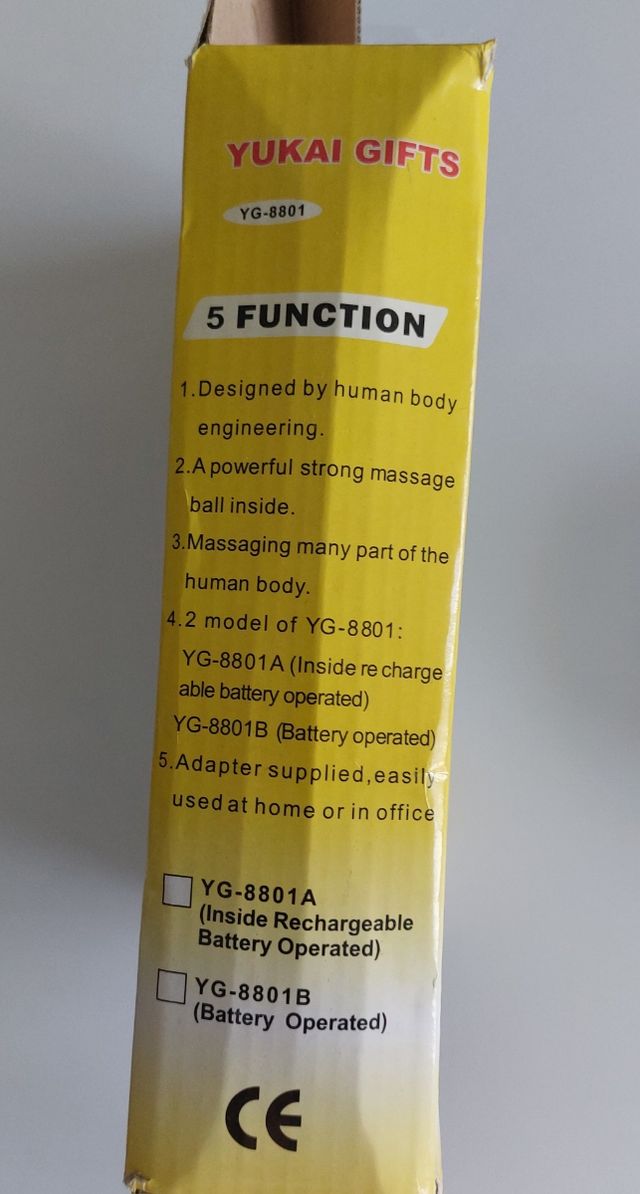 YUKAI GIFTS
YG-8801
5 FUNCTION
1.Designed by human body
engineering.
2.A powerful strong massage
ball inside.
3.Massaging many part of the
human body.
4.2 model of YG-8801:
YG-8801A (Inside re charge
able battery operated)
YG-8801B (Battery operated)
5.Adapter supplied,easily
used at home or in office
YG-8801A
(Inside Rechargeable
Battery Operated)
YG-8801B
(Battery Operated)
CE